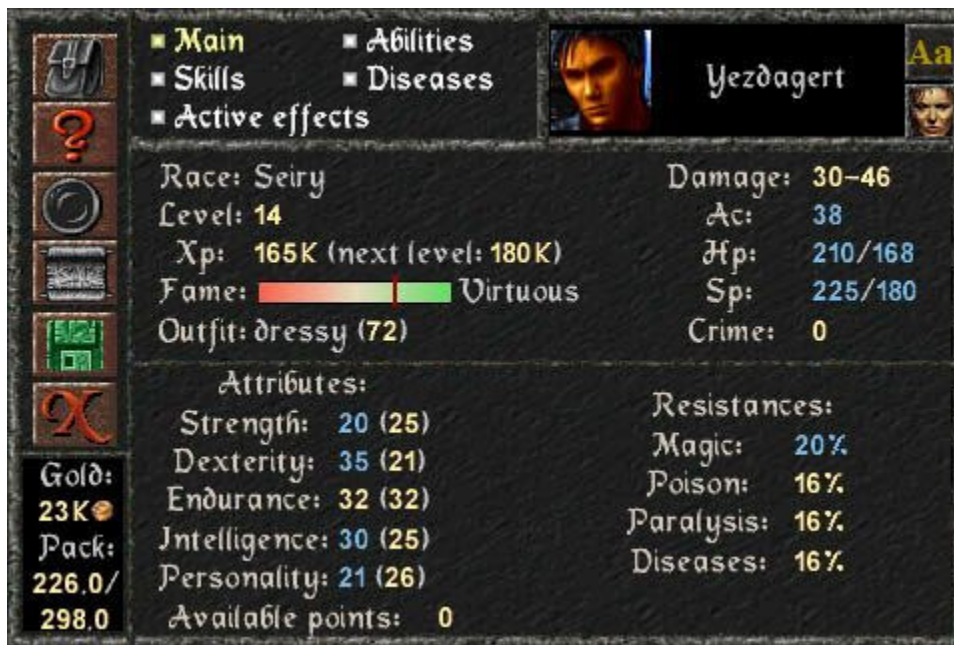 Main
Abilities
Skills
Diseases
Active effects
Yezdagert
Aa
Race: Seiry
Level: 14
Xp: 165K (next level: 180K)
Fame: Virtuous
Outfit: dressy (72)
Damage: 30-46
Ac: 38
Hp: 210/168
Sp: 225/180
Crime: 0
Attributes:
Strength: 20 (25)
Dexterity: 35 (21)
Endurance: 32 (32)
Intelligence: 30 (25)
Personality: 21 (26)
Available points: 0
Resistances:
Magic: 20%
Poison: 16%
Paralysis: 16%
Diseases: 16%
Gold:
23K
Pack:
226.0/
298.0